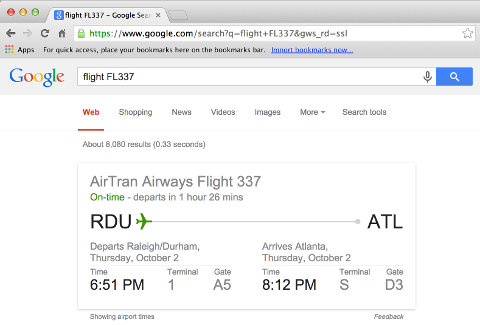 flight FL337 - Google Sear
https://www.google.com/search?q=flight+FL337&gws_rd=ssl
Apps For quick access, place your bookmarks here on the bookmarks bar. Import bookmarks now...
Google flight FL337
Web Shopping News Videos Images More Search tools
About 8,080 results (0.33 seconds)
AirTran Airways Flight 337
On-time - departs in 1 hour 26 mins
RDU ATL
Departs Raleigh/Durham, Arrives Atlanta,
Thursday, October 2 Thursday, October 2
Time Terminal Gate Time Terminal Gate
6:51 PM 1 A5 8:12 PM S D3
Showing airport times Feedback